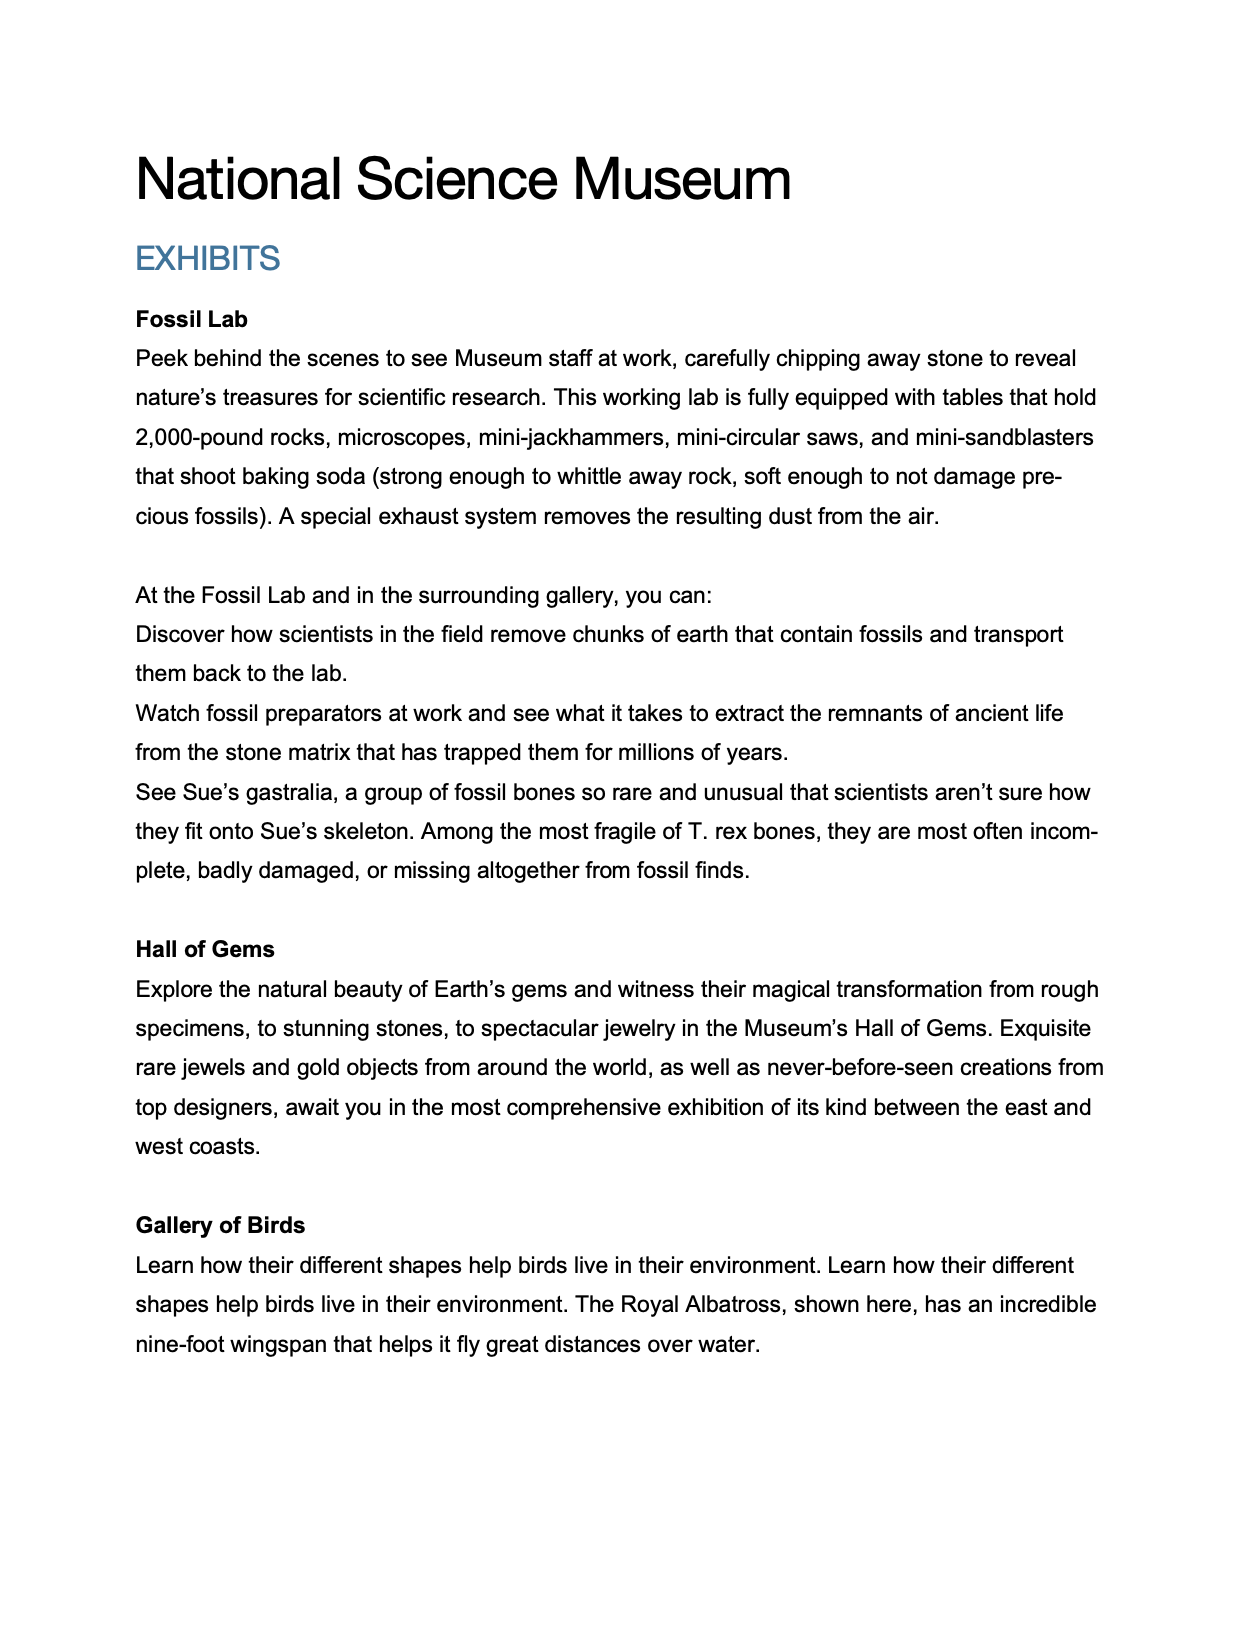 National Science Museum
EXHIBITS
Fossil Lab
Peek behind the scenes to see Museum staff at work, carefully chipping away stone to reveal
nature’s treasures for scientific research. This working lab is fully equipped with tables that hold
2,000-pound rocks, microscopes, mini-jackhammers, mini-circular saws, and mini-sandblasters
that shoot baking soda (strong enough to whittle away rock, soft enough to not damage pre-
cious fossils). A special exhaust system removes the resulting dust from the air.
At the Fossil Lab and in the surrounding gallery, you can:
Discover how scientists in the field remove chunks of earth that contain fossils and transport
them back to the lab.
Watch fossil preparators at work and see what it takes to extract the remnants of ancient life
from the stone matrix that has trapped them for millions of years.
See Sue’s gastralia, a group of fossil bones so rare and unusual that scientists aren’t sure how
they fit onto Sue’s skeleton. Among the most fragile of T. rex bones, they are most often incom-
plete, badly damaged, or missing altogether from fossil finds.
Hall of Gems
Explore the natural beauty of Earth’s gems and witness their magical transformation from rough
specimens, to stunning stones, to spectacular jewelry in the Museum’s Hall of Gems. Exquisite
rare jewels and gold objects from around the world, as well as never-before-seen creations from
top designers, await you in the most comprehensive exhibition of its kind between the east and
west coasts.
Gallery of Birds
Learn how their different shapes help birds live in their environment. Learn how their different
shapes help birds live in their environment. The Royal Albatross, shown here, has an incredible
nine-foot wingspan that helps it fly great distances over water.